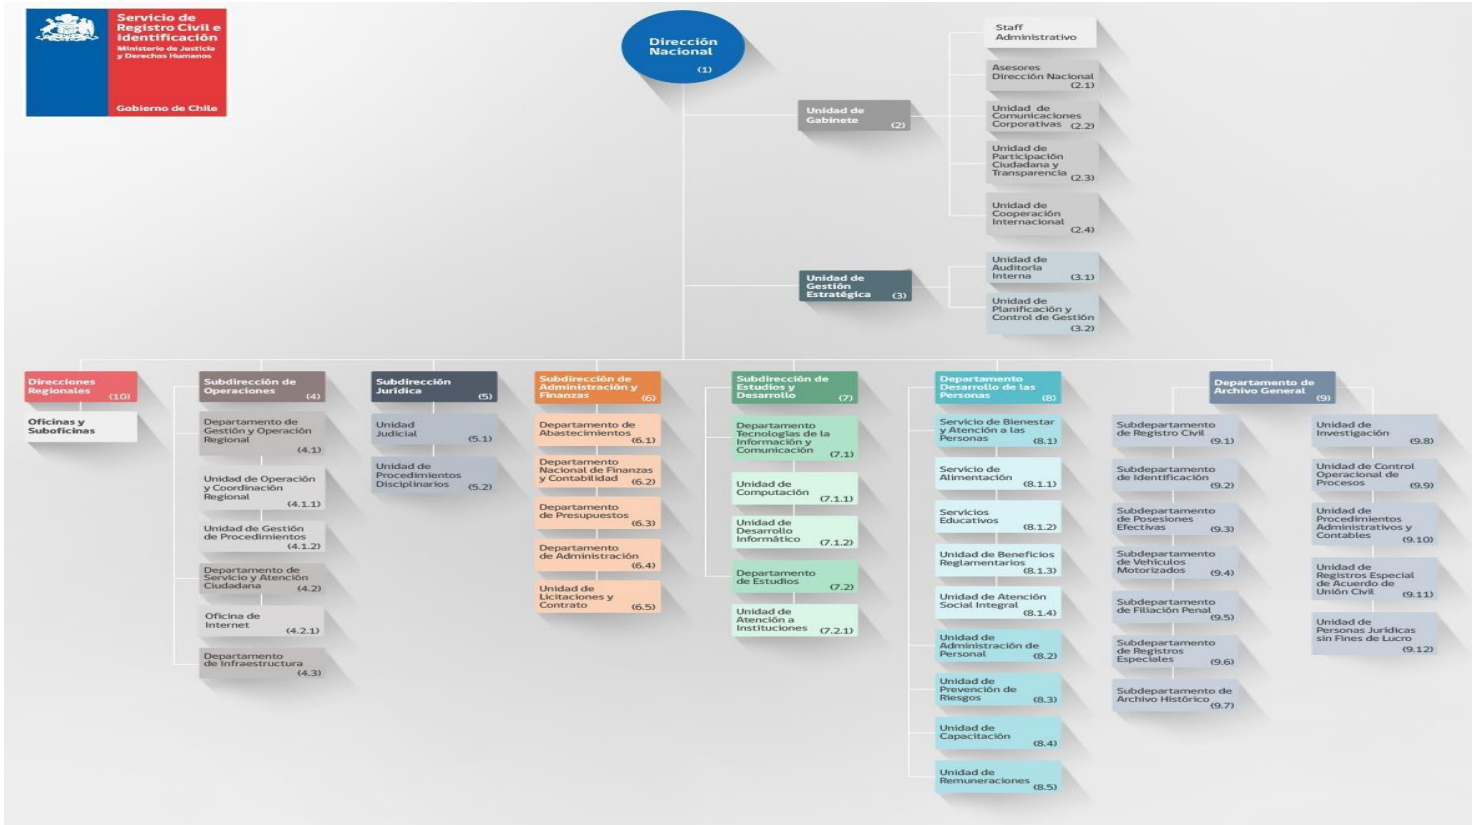 Servicio de
Registro Civil e
Identificación
Ministerio de Justicia
y Derechos Humanos
Gobierno de Chile
Dirección
Nacional
(1)
Unidad de
Gabinete (2)
Staff
Administrativo
Asesores
Dirección Nacional
(2.1)
Unidad de
Comunicaciones
Corporativas (2.2)
Unidad de
Participación
Ciudadana y
Transparencia (2.3)
Unidad de
Cooperación
Internacional
(2.4)
Unidad de
Gestión
Estratégica (3)
Unidad de
Auditoría
Interna (3.1)
Unidad de
Planificación y
Control de Gestión
(3.2)
Direcciones
Regionales (10)
Oficinas y
Suboficinas
Subdirección de
Operaciones (4)
Departamento de
Gestión y Operación
Regional
(4.1)
Unidad de Operación
y Coordinación
Regional
(4.1.1)
Unidad de Gestión
de Procedimientos
(4.1.2)
Departamento de
Servicio y Atención
Ciudadana (4.2)
Oficina de
Internet (4.2.1)
Departamento
de Infraestructura
(4.3)
Subdirección
Jurídica (5)
Unidad
Judicial (5.1)
Unidad de
Procedimientos
Disciplinarios (5.2)
Subdirección de
Administración y
Finanzas (6)
Departamento de
Abastecimientos
(6.1)
Departamento
Nacional de Finanzas
y Contabilidad (6.2)
Departamento
de Presupuestos
(6.3)
Departamento
de Administración
(6.4)
Unidad de
Licitaciones y
Contrato (6.5)
Subdirección de
Estudios y
Desarrollo (7)
Departamento
Tecnologías de la
Información y
Comunicación (7.1)
Unidad de
Computación
(7.1.1)
Unidad de
Desarrollo
Informático (7.1.2)
Departamento
de Estudios (7.2)
Unidad de
Atención a
Instituciones (7.2.1)
Departamento
Desarrollo de las
Personas (8)
Servicio de Bienestar
y Atención a las
Personas (8.1)
Servicio de
Alimentación
(8.1.1)
Servicios
Educativos
(8.1.2)
Unidad de Beneficios
Reglamentarios
(8.1.3)
Unidad de Atención
Social Integral
(8.1.4)
Unidad de
Administración de
Personal (8.2)
Unidad de
Prevención de
Riesgos (8.3)
Unidad de
Capacitación
(8.4)
Unidad de
Remuneraciones
(8.5)
Departamento de
Archivo General (9)
Subdepartamento
de Registro Civil
(9.1)
Subdepartamento
de Identificación
(9.2)
Subdepartamento
de Posesiones
Efectivas (9.3)
Subdepartamento
de Vehículos
Motorizados (9.4)
Subdepartamento
de Filiación Penal
(9.5)
Subdepartamento
de Registros
Especiales (9.6)
Subdepartamento de
Archivo Histórico
(9.7)
Unidad de
Investigación
(9.8)
Unidad de Control
Operacional de
Procesos (9.9)
Unidad de
Procedimientos
Administrativos y
Contables (9.10)
Unidad de
Registros Especial
de Acuerdo de
Unión Civil (9.11)
Unidad de
Personas Jurídicas
sin Fines de Lucro
(9.12)